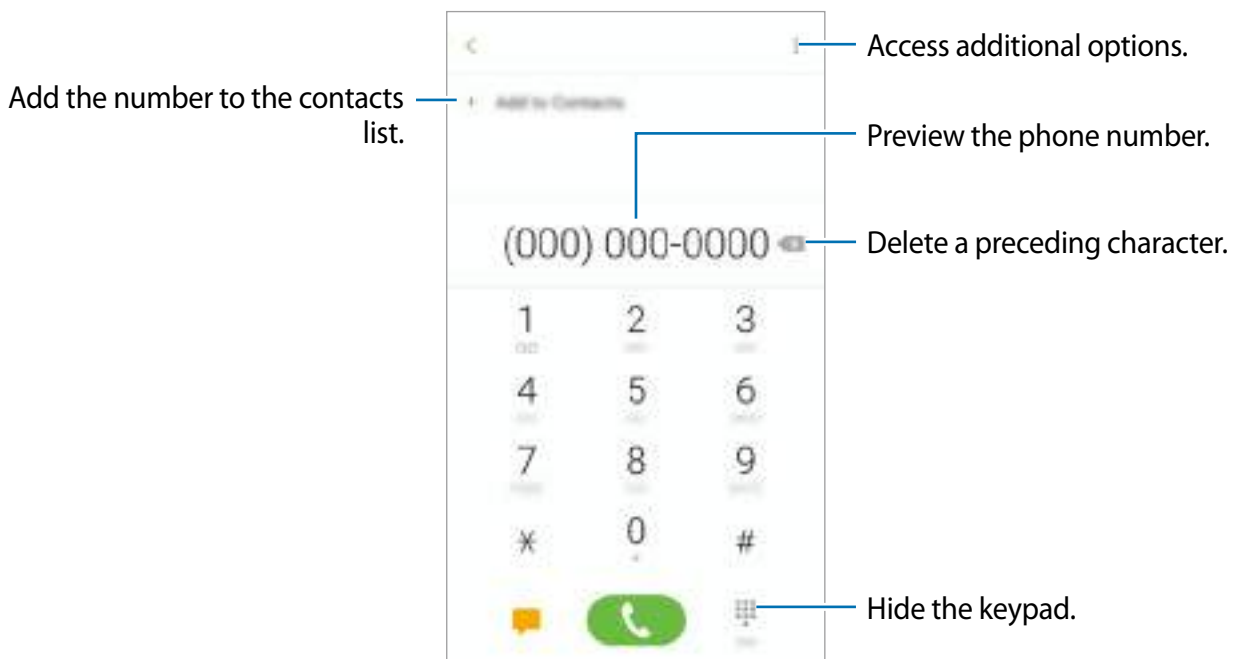 Access additional options.
Add the number to the contacts
list.
Add to Contacts
Preview the phone number.
(000) 000-0000
Delete a preceding character.
1 2 3
4 5 6
7 8 9
* 0 #
+
Hide the keypad.